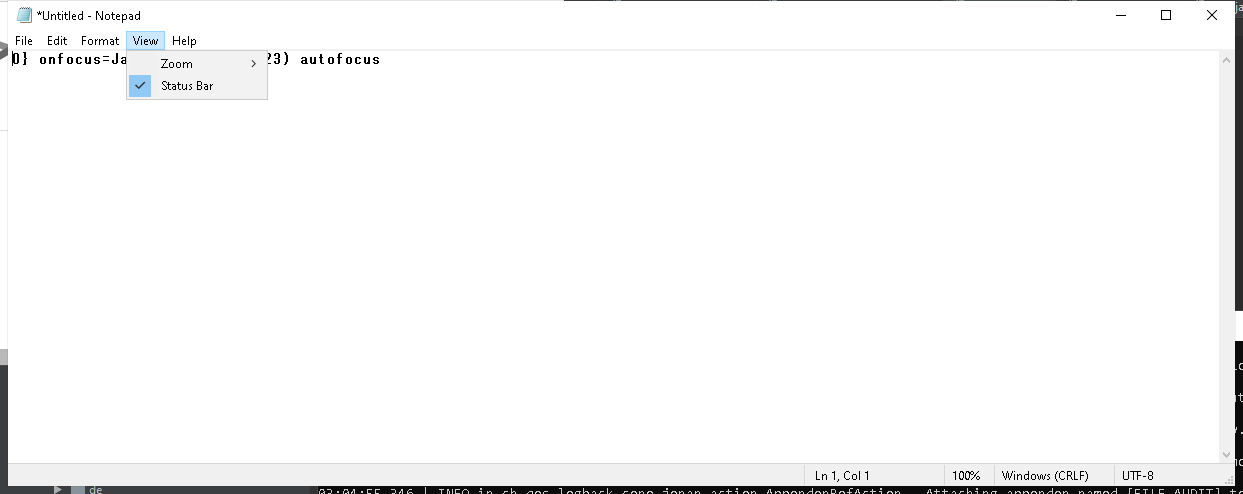 *Untitled - Notepad
File Edit Format View Help
0} onfocus=Ja 23) autofocus
Zoom
Status Bar
Ln 1, Col 1 100% Windows (CRLF) UTF-8
de
03:04:55,346 | INFO in ch.qos.logback.core.joran.action.AppenderRefAction - Attaching appender named [FILE_AUDIT] t